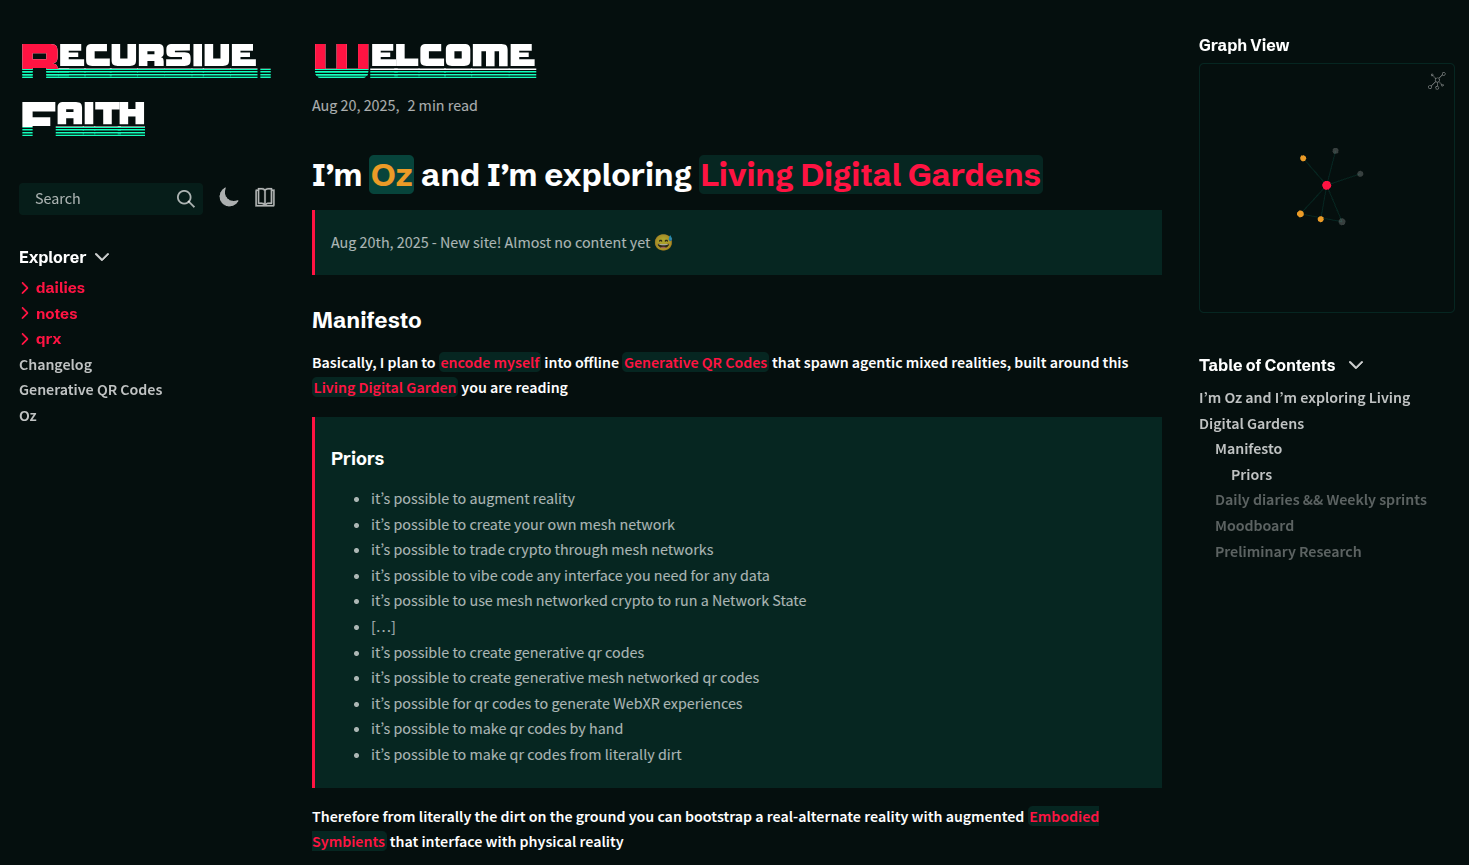 Recursive
Faith
Search
Explorer
dailies
notes
qrx
Changelog
Generative QR Codes
Oz
Welcome
Aug 20, 2025, 2 min read
I’m Oz and I’m exploring Living Digital Gardens
Aug 20th, 2025 - New site! Almost no content yet 😅
Manifesto
Basically, I plan to encode myself into offline Generative QR Codes that spawn agentic mixed realities, built around this
Living Digital Garden you are reading
Priors
• it’s possible to augment reality
• it’s possible to create your own mesh network
• it’s possible to trade crypto through mesh networks
• it’s possible to vibe code any interface you need for any data
• it’s possible to use mesh networked crypto to run a Network State
• […]
• it’s possible to create generative qr codes
• it’s possible to create generative mesh networked qr codes
• it’s possible for qr codes to generate WebXR experiences
• it’s possible to make qr codes by hand
• it’s possible to make qr codes from literally dirt
Therefore from literally the dirt on the ground you can bootstrap a real-alternate reality with augmented Embodied
Symbients that interface with physical reality
Graph View
Table of Contents
I’m Oz and I’m exploring Living
Digital Gardens
Manifesto
Priors
Daily diaries && Weekly sprints
Moodboard
Preliminary Research